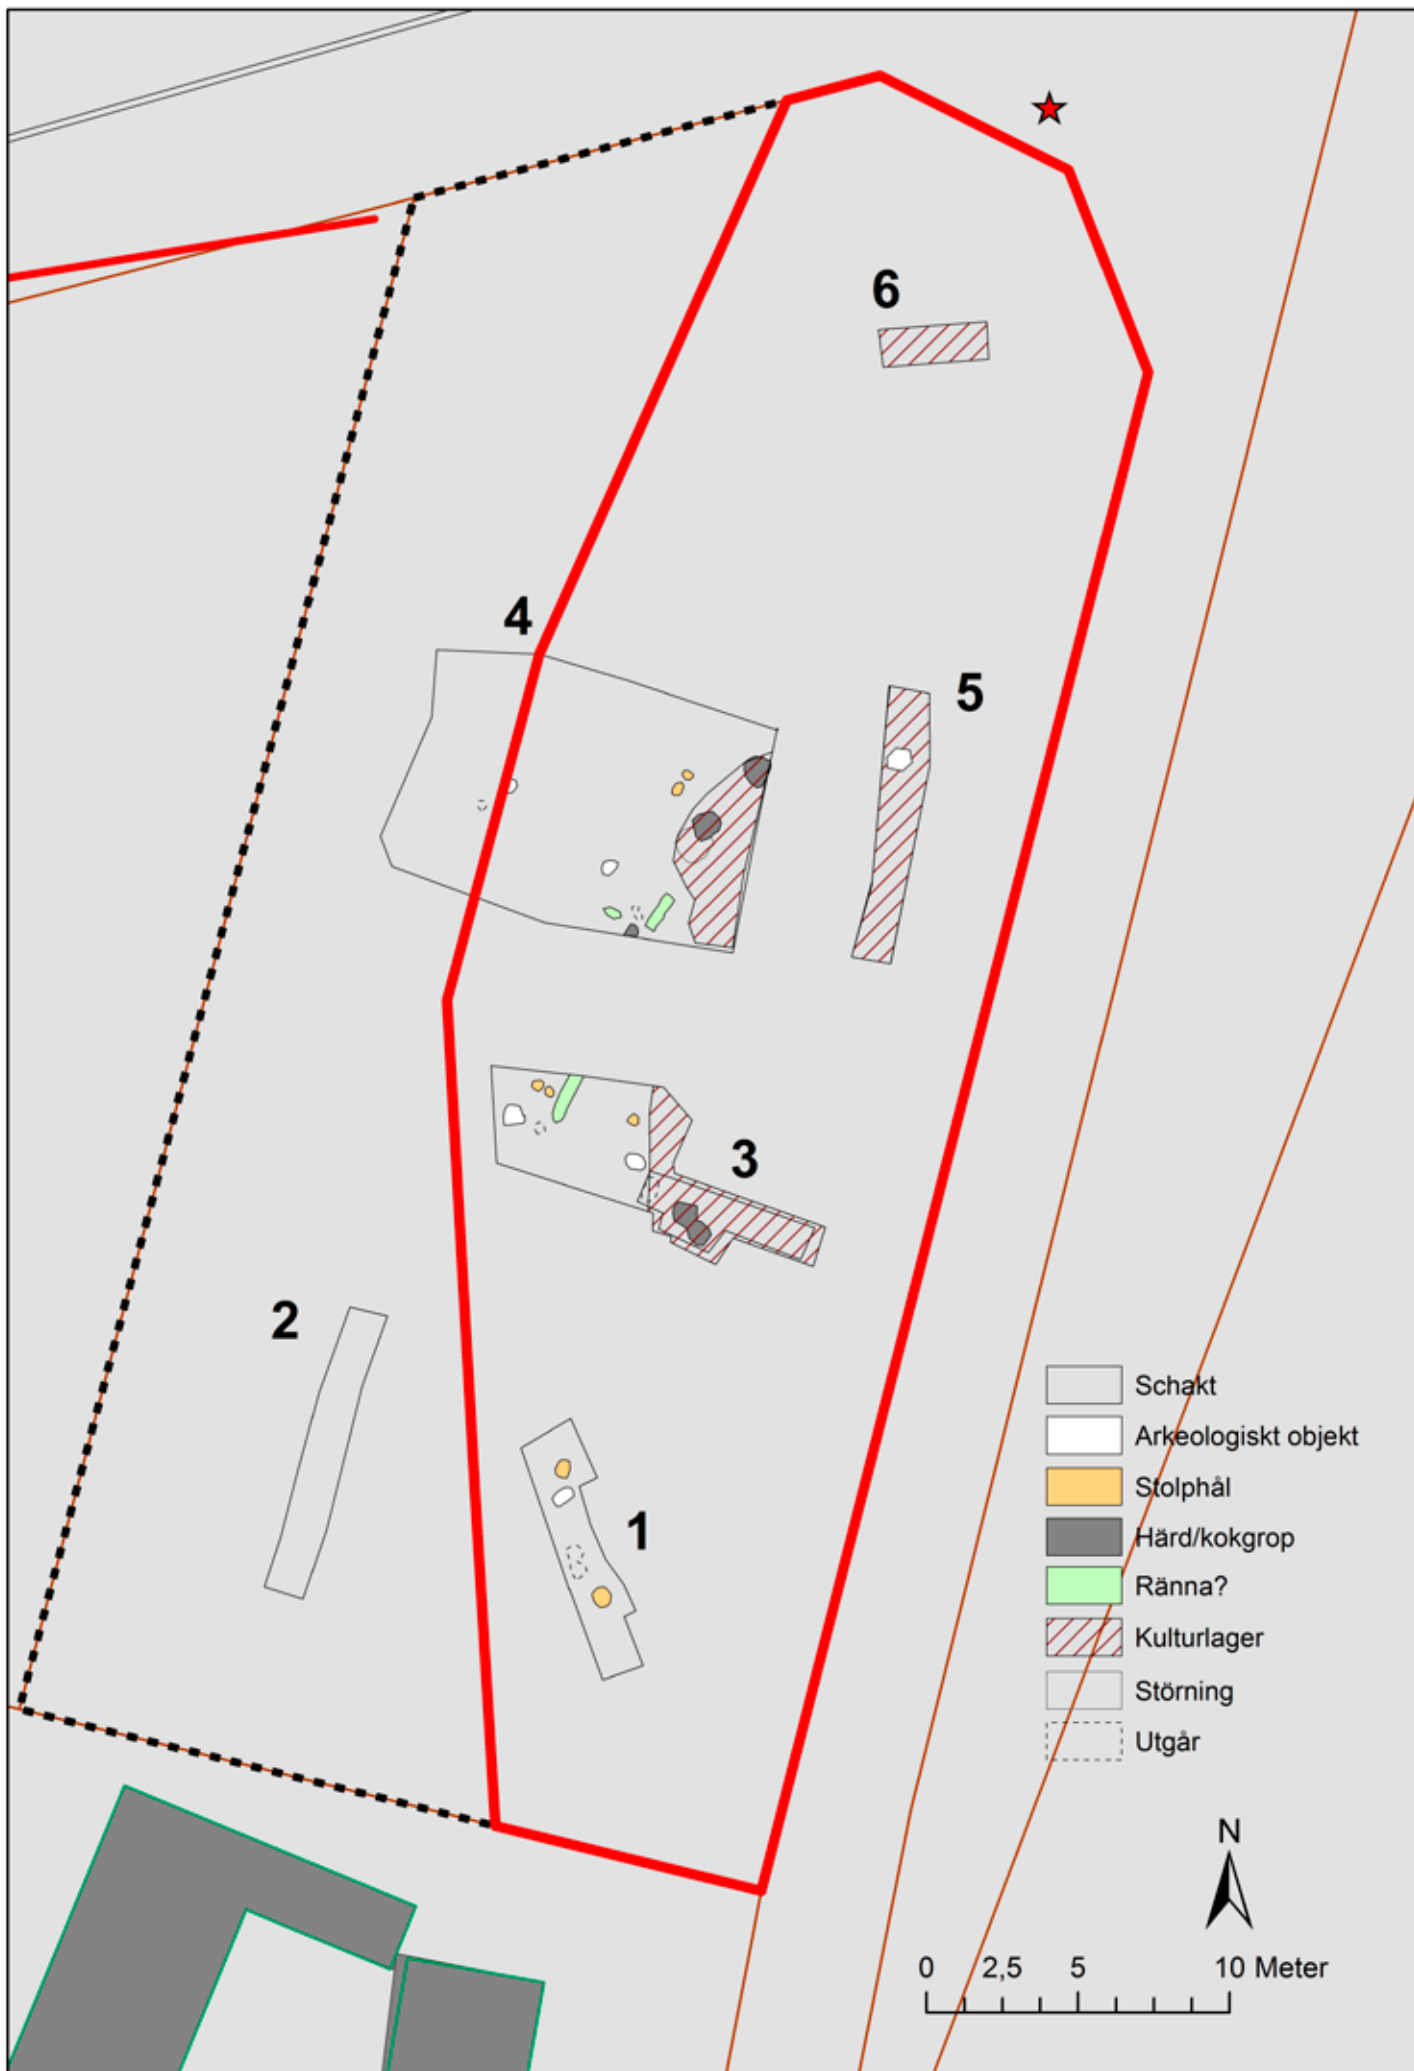 6
4
5
3
2
1
Schakt
Arkeologiskt objekt
Stolphål
Härd/kokgrop
Ränna?
Kulturlager
Störning
Utgår
N
0 2,5 5 10 Meter